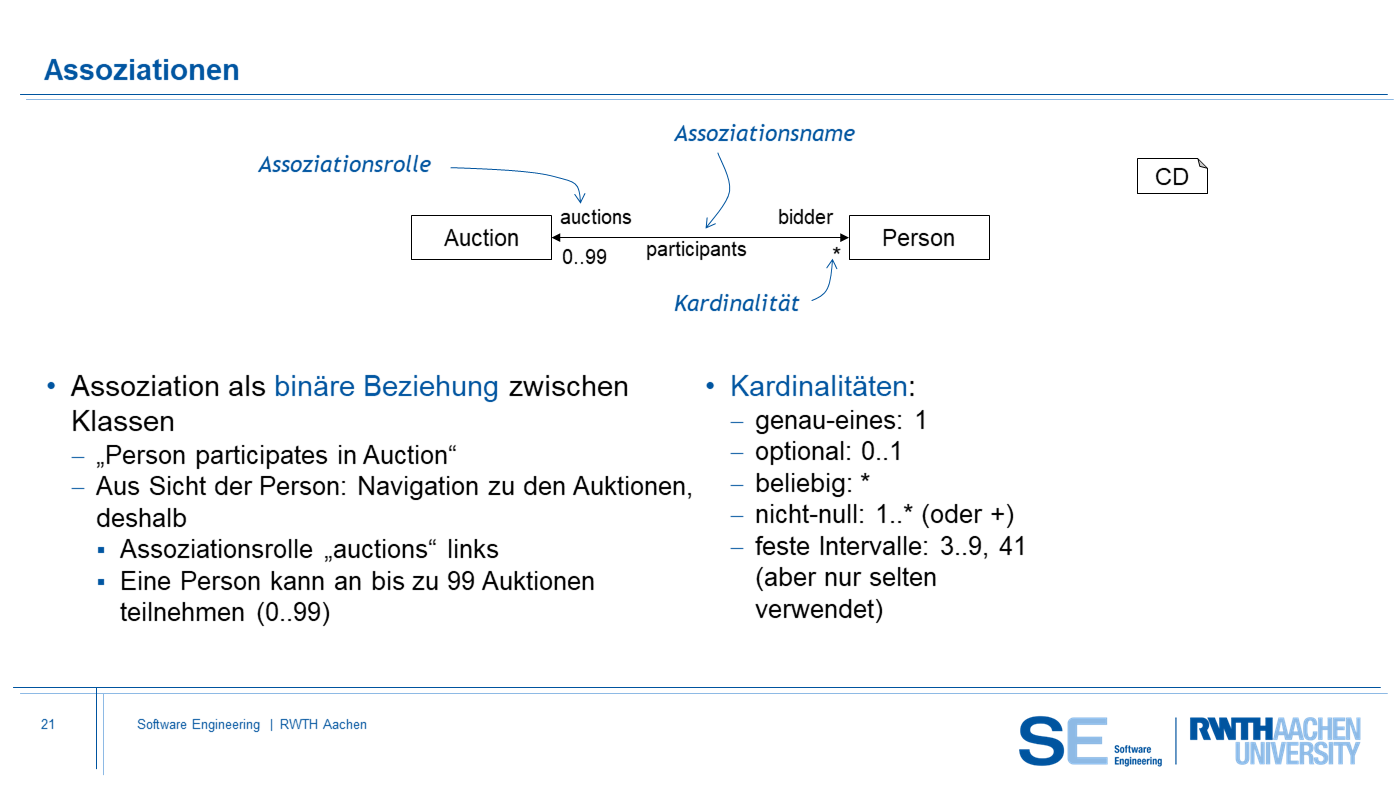 Assoziationen
Assoziationsname
Assoziationsrolle
CD
auctions
bidder
Auction
Person
participants
0..99
*
Kardinalität
• Assoziation als binäre Beziehung zwischen
Klassen
– „Person participates in Auction“
– Aus Sicht der Person: Navigation zu den Auktionen,
deshalb
▪ Assoziationsrolle „auctions“ links
▪ Eine Person kann an bis zu 99 Auktionen
teilnehmen (0..99)
• Kardinalitäten:
– genau-eines: 1
– optional: 0..1
– beliebig: *
– nicht-null: 1..* (oder +)
– feste Intervalle: 3..9, 41
(aber nur selten
verwendet)
21
Software Engineering | RWTH Aachen
SE Software
Engineering
RWTHAACHEN
UNIVERSITY